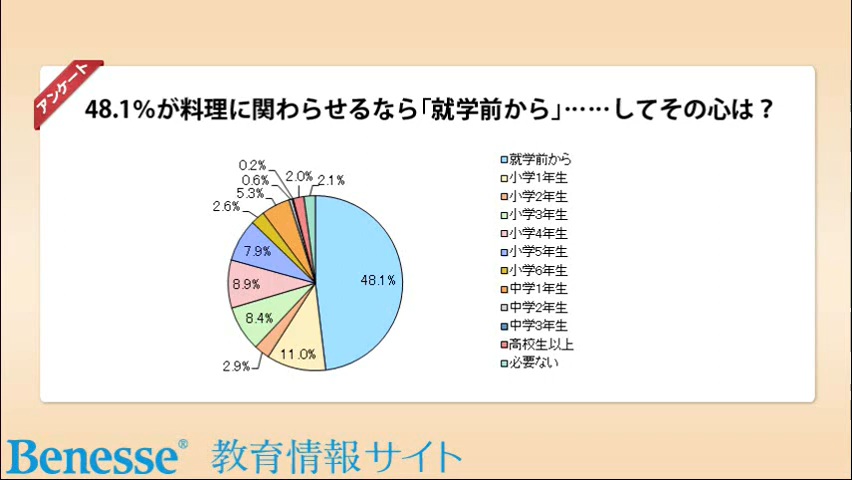 アンケート
48.1%が料理に関わらせるなら「就学前から」……してその心は？
0.2%
0.6%
2.0%
2.1%
5.3%
2.6%
7.9%
48.1%
8.9%
8.4%
11.0%
2.9%
就学前から
小学1年生
小学2年生
小学3年生
小学4年生
小学5年生
小学6年生
中学1年生
中学2年生
中学3年生
高校生以上
必要ない
Benesse® 教育情報サイト